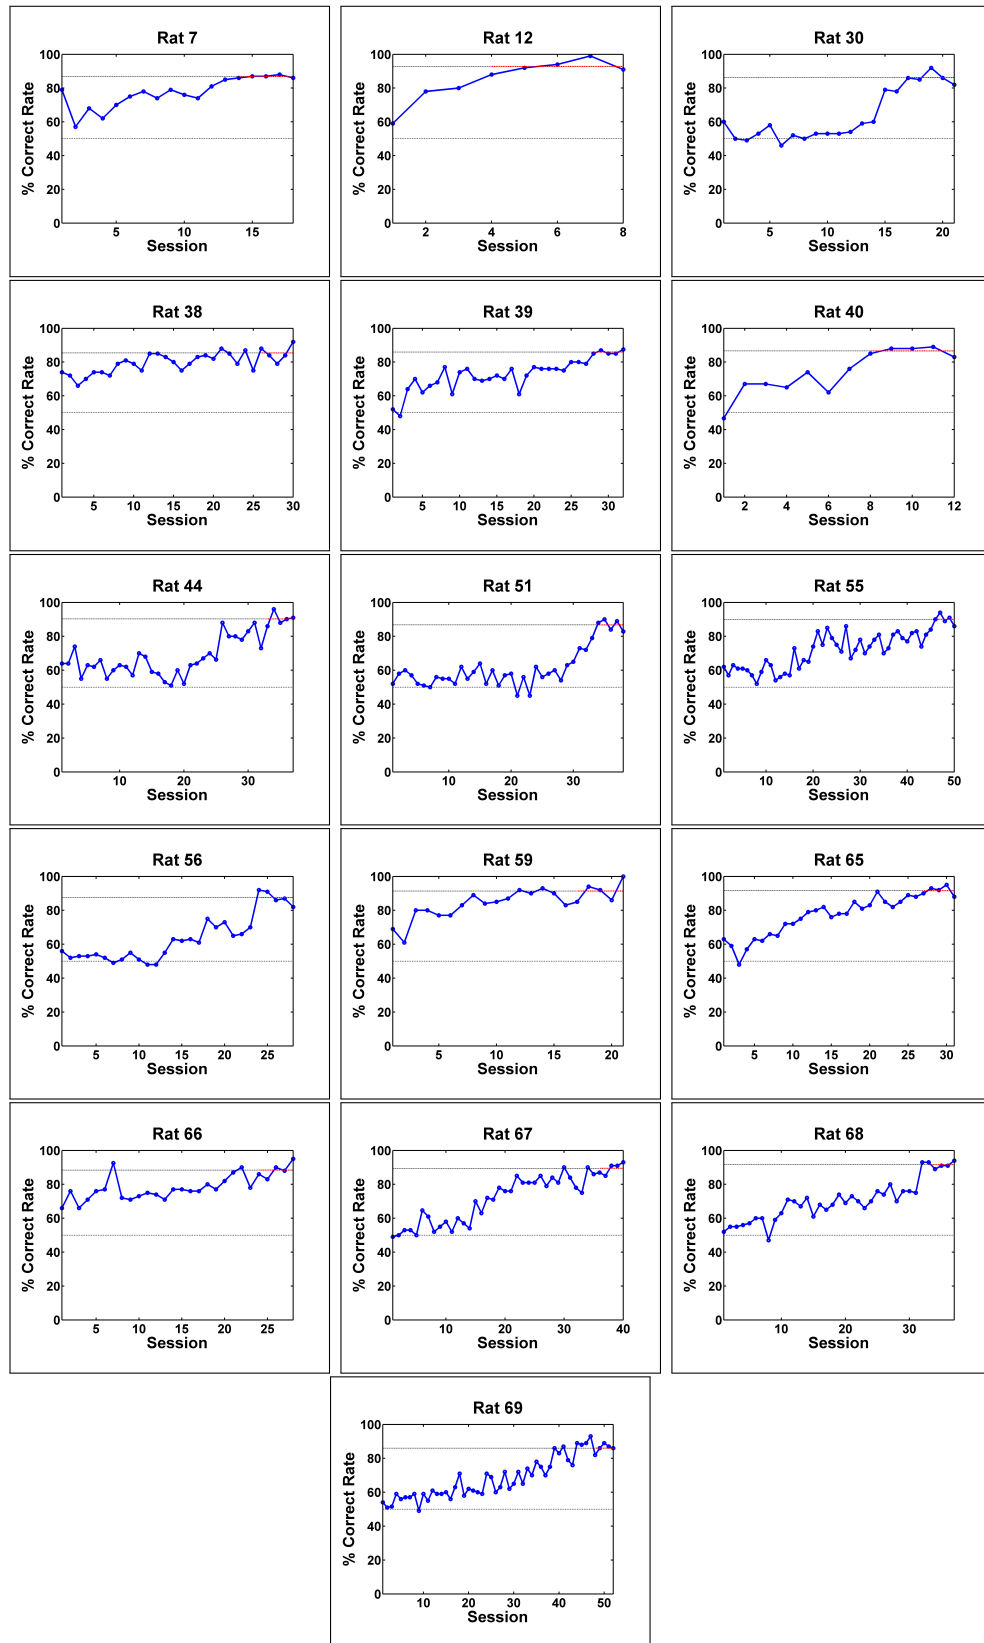 Rat 7
100
80
60
40
20
0
% Correct Rate
5 10 15
Session
Rat 12
100
80
60
40
20
0
% Correct Rate
2 4 6 8
Session
Rat 30
100
80
60
40
20
0
% Correct Rate
5 10 15 20
Session
Rat 38
100
80
60
40
20
0
% Correct Rate
5 10 15 20 25 30
Session
Rat 39
100
80
60
40
20
0
% Correct Rate
5 10 15 20 25 30
Session
Rat 40
100
80
60
40
20
0
% Correct Rate
2 4 6 8 10 12
Session
Rat 44
100
80
60
40
20
0
% Correct Rate
10 20 30
Session
Rat 51
100
80
60
40
20
0
% Correct Rate
10 20 30
Session
Rat 55
100
80
60
40
20
0
% Correct Rate
10 20 30 40 50
Session
Rat 56
100
80
60
40
20
0
% Correct Rate
5 10 15 20 25
Session
Rat 59
100
80
60
40
20
0
% Correct Rate
5 10 15 20
Session
Rat 65
100
80
60
40
20
0
% Correct Rate
5 10 15 20 25 30
Session
Rat 66
100
80
60
40
20
0
% Correct Rate
5 10 15 20 25
Session
Rat 67
100
80
60
40
20
0
% Correct Rate
10 20 30 40
Session
Rat 68
100
80
60
40
20
0
% Correct Rate
10 20 30
Session
Rat 69
100
80
60
40
20
0
% Correct Rate
10 20 30 40 50
Session